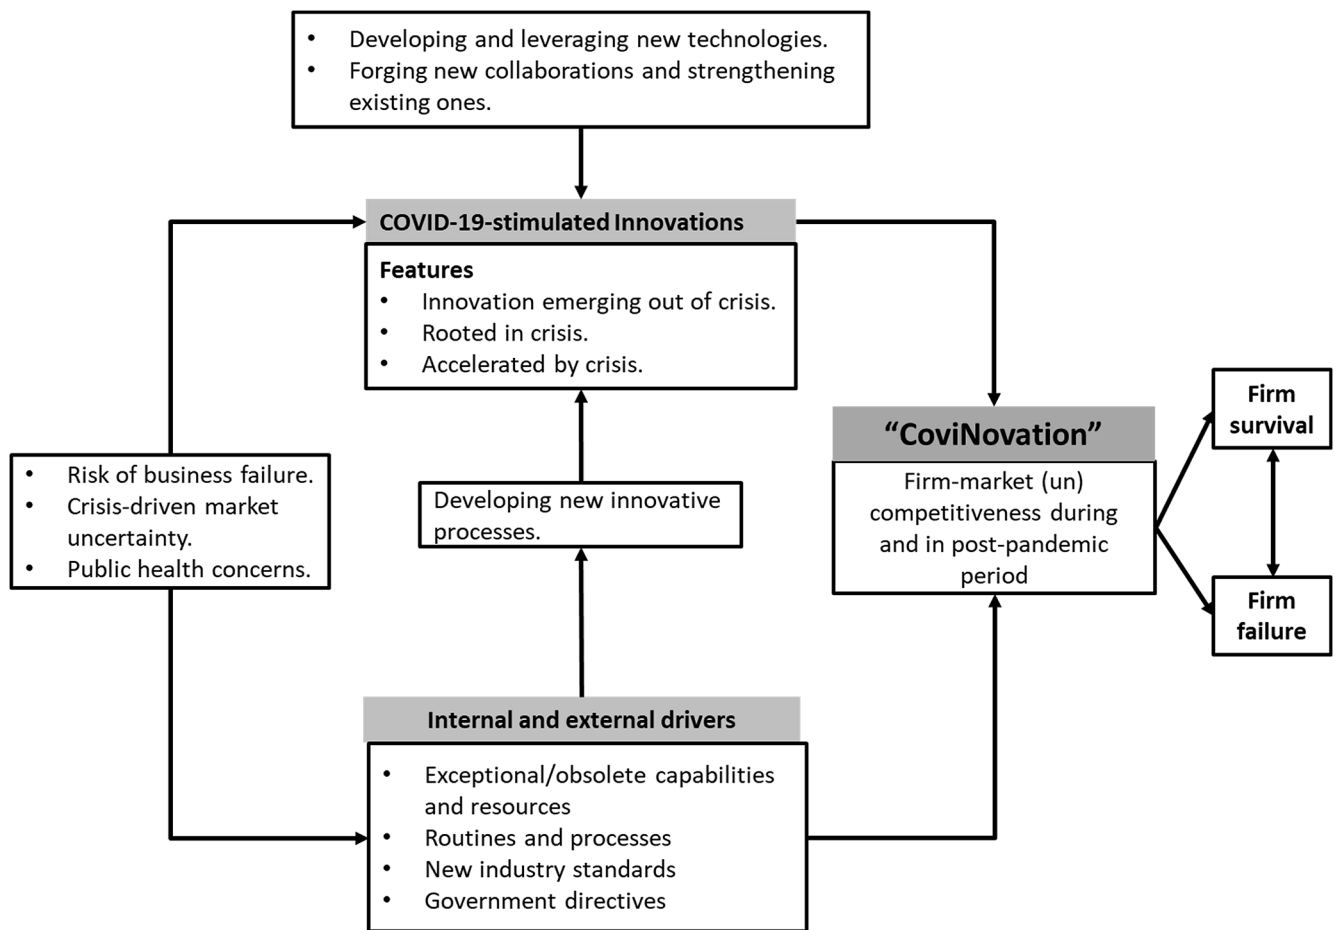 • Developing and leveraging new technologies.
• Forging new collaborations and strengthening
existing ones.
COVID-19-stimulated Innovations
Features
• Innovation emerging out of crisis.
• Rooted in crisis.
• Accelerated by crisis.
• Risk of business failure.
• Crisis-driven market
uncertainty.
• Public health concerns.
Developing new innovative
processes.
“CoviNovation”
Firm-market (un)
competitiveness during
and in post-pandemic
period
Firm
survival
Firm
failure
Internal and external drivers
• Exceptional/obsolete capabilities
and resources
• Routines and processes
• New industry standards
• Government directives